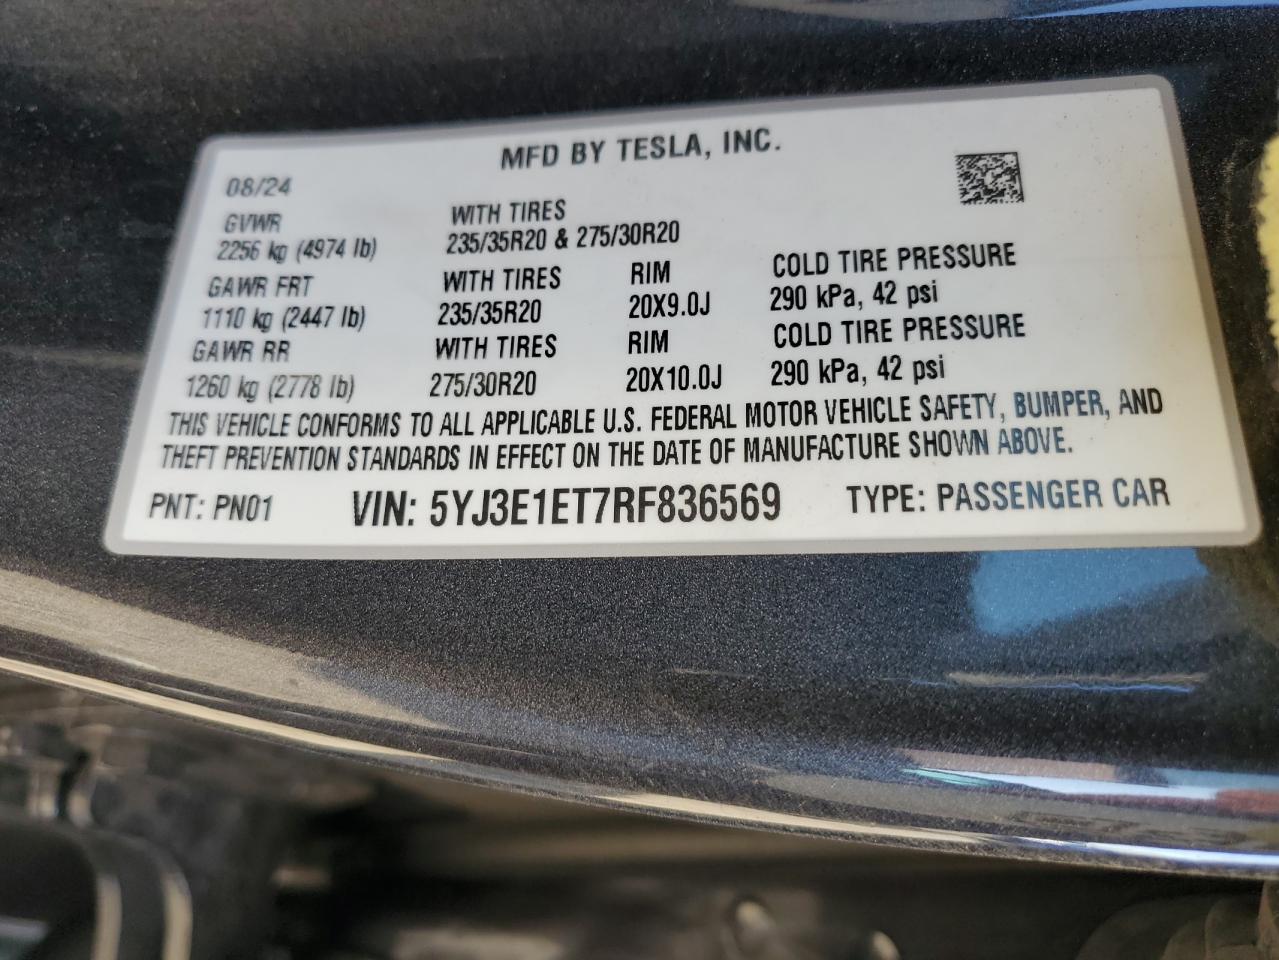 MFD BY TESLA, INC.
08/24
GVWR WITH TIRES
2256 kg (4974 lb) 235/35R20 & 275/30R20
GAWR FRT WITH TIRES RIM COLD TIRE PRESSURE
1110 kg (2447 lb) 235/35R20 20X9.0J 290 kPa, 42 psi
GAWR RR WITH TIRES RIM COLD TIRE PRESSURE
1260 kg (2778 lb) 275/30R20 20X10.0J 290 kPa, 42 psi
THIS VEHICLE CONFORMS TO ALL APPLICABLE U.S. FEDERAL MOTOR VEHICLE SAFETY, BUMPER, AND
THEFT PREVENTION STANDARDS IN EFFECT ON THE DATE OF MANUFACTURE SHOWN ABOVE.
PNT: PN01 VIN: 5YJ3E1ET7RF836569 TYPE: PASSENGER CAR